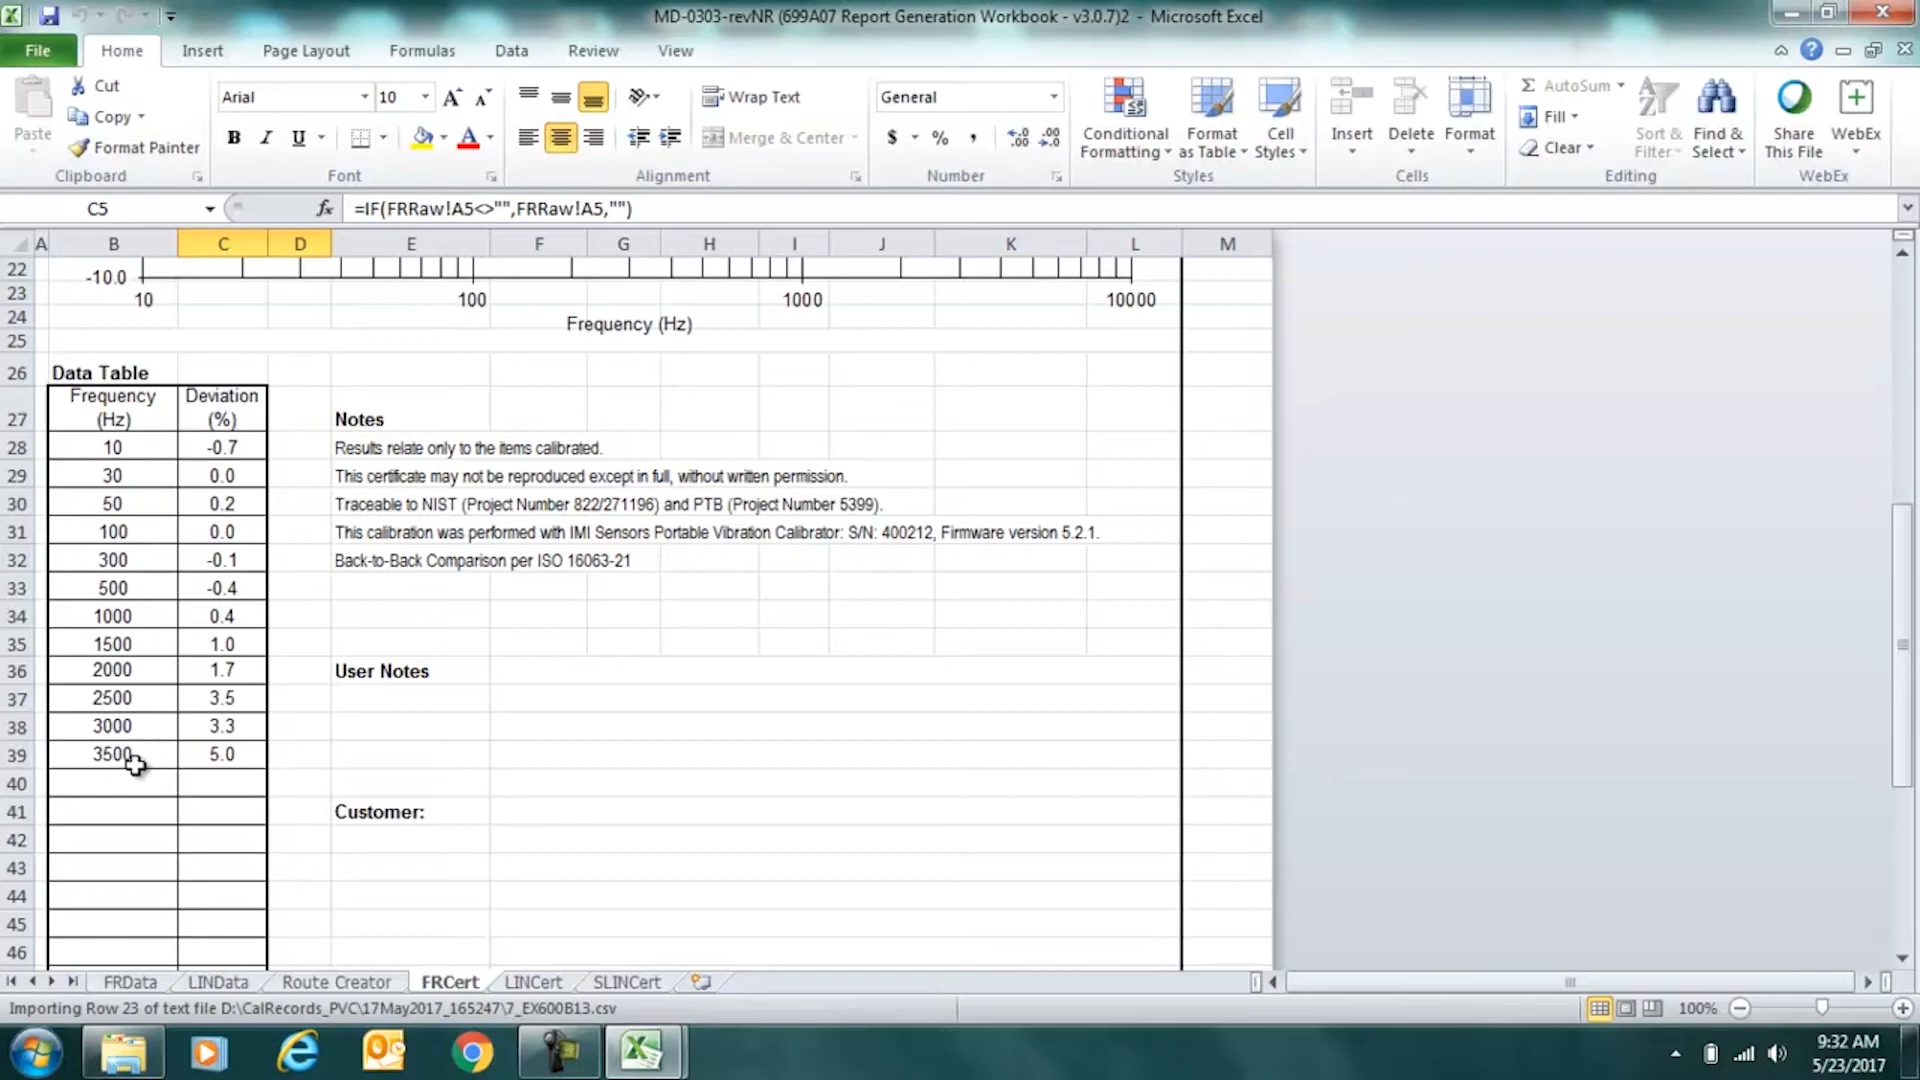 MD-0303-revNR (699A07 Report Generation Workbook - v3.0.7)2 - Microsoft Excel
File Home Insert Page Layout Formulas Data Review View
Paste
Cut
Copy
Format Painter
Clipboard
Arial 10
B I U A
Font
Wrap Text
Merge & Center
Alignment
General
$ % ,
Number
Conditional Formatting
Format as Table
Cell Styles
Styles
Insert Delete Format
Cells
Σ AutoSum
Fill
Clear
Sort & Filter
Find & Select
Editing
Share This File
WebEx
WebEx
C5 fx =IF(FRRaw!A5<>"",FRRaw!A5,"")
A B C D E F G H I J K L M
22 -10.0
23 10 100 1000 10000
24 Frequency (Hz)
25
26 Data Table
27 Frequency (Hz) Deviation (%) Notes
28 10 -0.7 Results relate only to the items calibrated.
29 30 0.0 This certificate may not be reproduced except in full, without written permission.
30 50 0.2 Traceable to NIST (Project Number 822/271196) and PTB (Project Number 5399).
31 100 0.0 This calibration was performed with IMI Sensors Portable Vibration Calibrator: S/N: 400212, Firmware version 5.2.1.
32 300 -0.1 Back-to-Back Comparison per ISO 16063-21
33 500 -0.4
34 1000 0.4
35 1500 1.0
36 2000 1.7 User Notes
37 2500 3.5
38 3000 3.3
39 3500 5.0
40
41 Customer:
42
43
44
45
46
FRData LINData Route Creator FRCert LINCert SLINCert
Importing Row 23 of text file D:\CalRecords_PVC\17May2017_165247\7_EX600B13.csv 100%
9:32 AM
5/23/2017